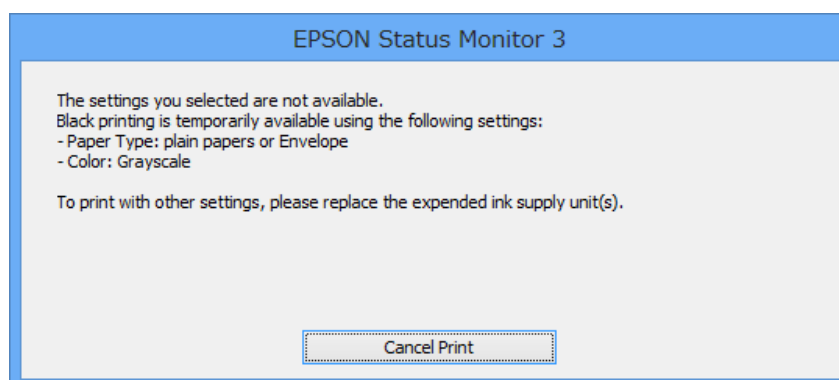 EPSON Status Monitor 3
The settings you selected are not available.
Black printing is temporarily available using the following settings:
- Paper Type: plain papers or Envelope
- Color: Grayscale
To print with other settings, please replace the expended ink supply unit(s).
Cancel Print